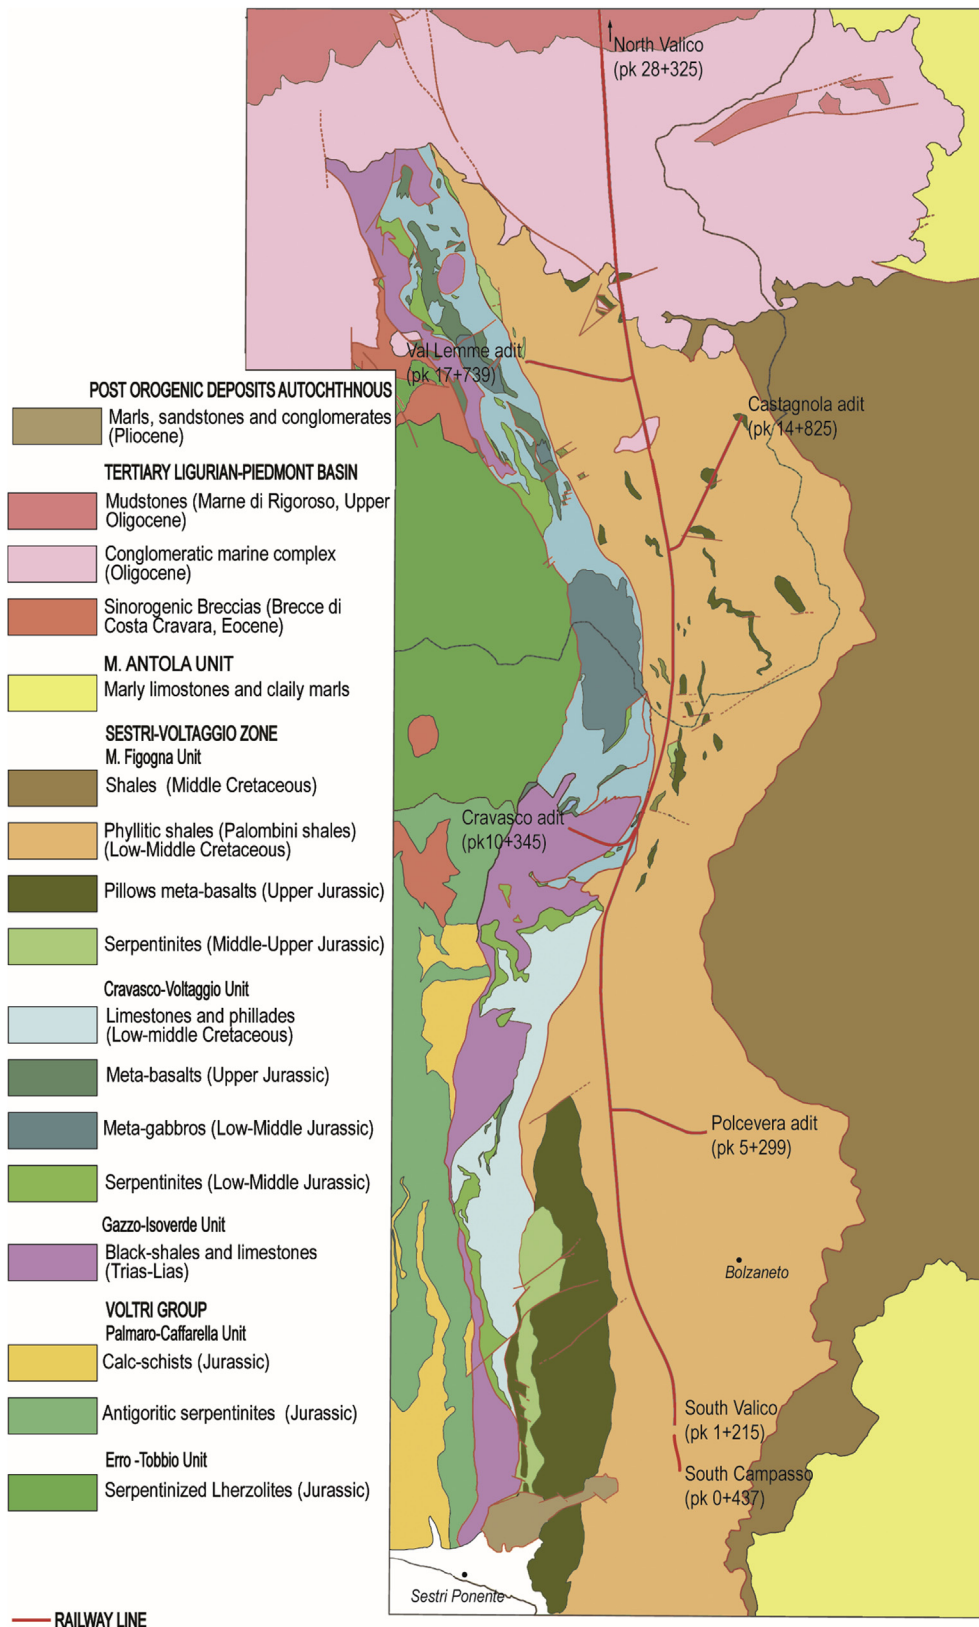 North Valico
(pk 28+325)
Val Lemme adit
(pk 17+739)
POST OROGENIC DEPOSITS AUTOCHTHNOUS
Marls, sandstones and conglomerates
(Pliocene)
Castagnola adit
(pk 14+825)
TERTIARY LIGURIAN-PIEDMONT BASIN
Mudstones (Marne di Rigoroso, Upper
Oligocene)
Conglomeratic marine complex
(Oligocene)
Sinorogenic Breccias (Brecce di
Costa Cravara, Eocene)
M. ANTOLA UNIT
Marly limostones and claily marls
SESTRI-VOLTAGGIO ZONE
M. Figogna Unit
Shales (Middle Cretaceous)
Phyllitic shales (Palombini shales)
(Low-Middle Cretaceous)
Cravasco adit
(pk10+345)
Pillows meta-basalts (Upper Jurassic)
Serpentinites (Middle-Upper Jurassic)
Cravasco-Voltaggio Unit
Limestones and phillades
(Low-middle Cretaceous)
Meta-basalts (Upper Jurassic)
Meta-gabbros (Low-Middle Jurassic)
Polcevera adit
(pk 5+299)
Serpentinites (Low-Middle Jurassic)
Gazzo-Isoverde Unit
Black-shales and limestones
(Trias-Lias)
Bolzaneto
VOLTRI GROUP
Palmaro-Caffarella Unit
Calc-schists (Jurassic)
Antigoritic serpentinites (Jurassic)
South Valico
(pk 1+215)
Erro -Tobbio Unit
Serpentinized Lherzolites (Jurassic)
South Campasso
(pk 0+437)
Sestri Ponente
RAILWAY LINE